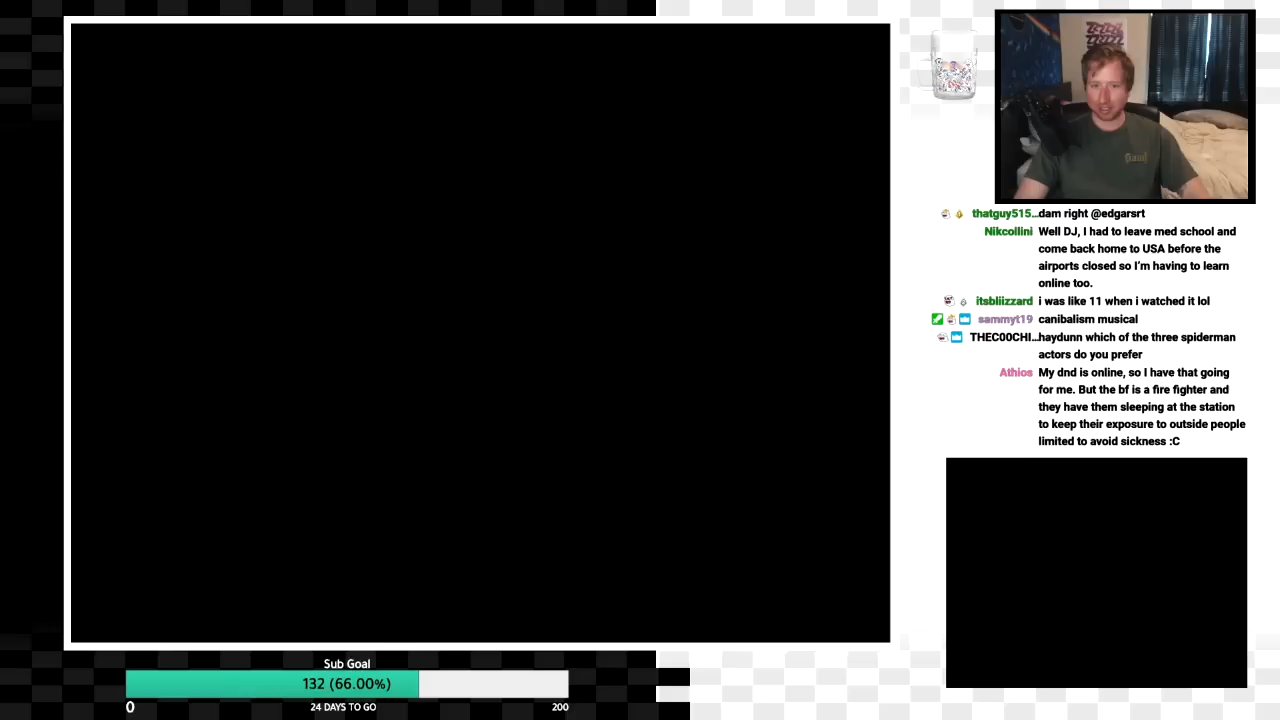 thatguy515… dam right @edgarsrt
Nikcollini Well DJ, I had to leave med school and
come back home to USA before the
airports closed so I'm having to learn
online too.
itsbliizzard i was like 11 when i watched it lol
sammyt19 canibalism musical
THEC00CHI… haydunn which of the three spiderman
actors do you prefer
Athios My dnd is online, so I have that going
for me. But the bf is a fire fighter and
they have them sleeping at the station
to keep their exposure to outside people
limited to avoid sickness :C
Sub Goal
132 (66.00%)
0 24 DAYS TO GO 200